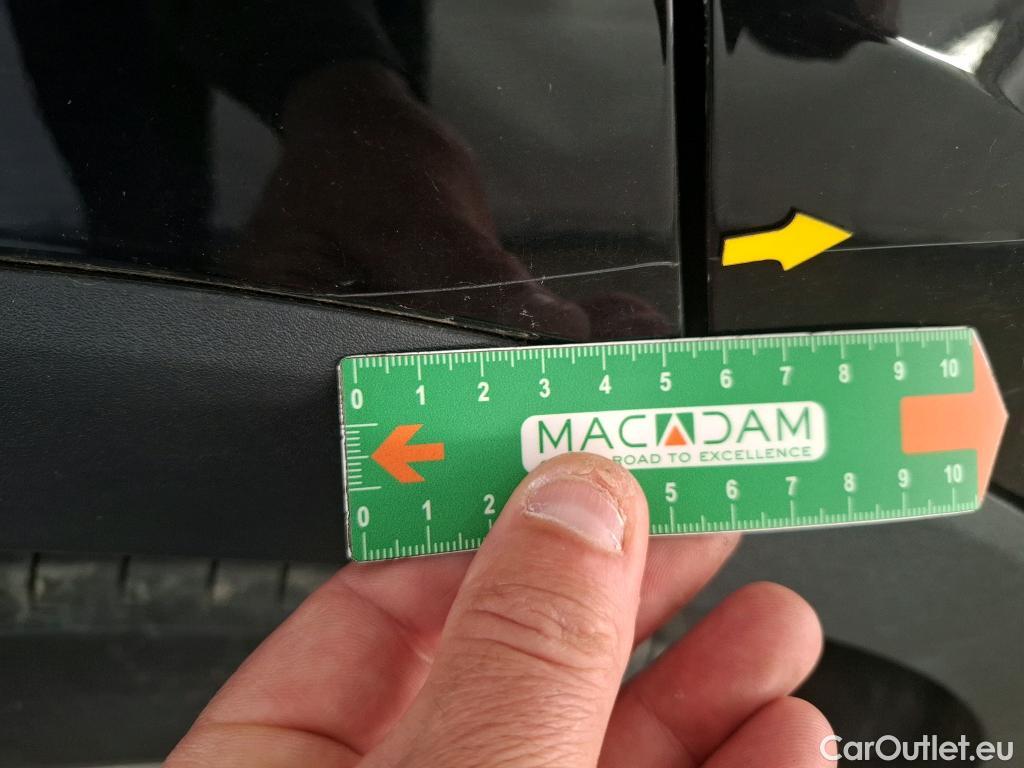 0 1 2 3 4 5 6 7 8 9 10
MACADAM
ROAD TO EXCELLENCE
0 1 2 5 6 7 8 9 10
CarOutlet.eu